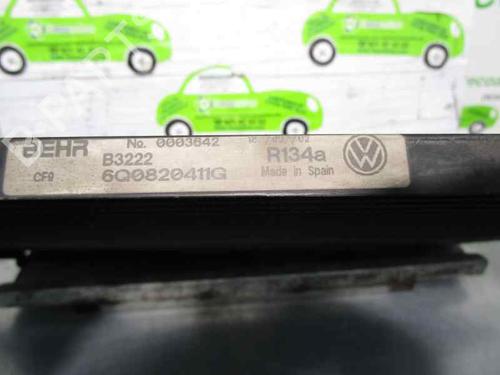 BEHR No. 0003642
B3222 R134a
CF9 6Q0820411G Made in Spain